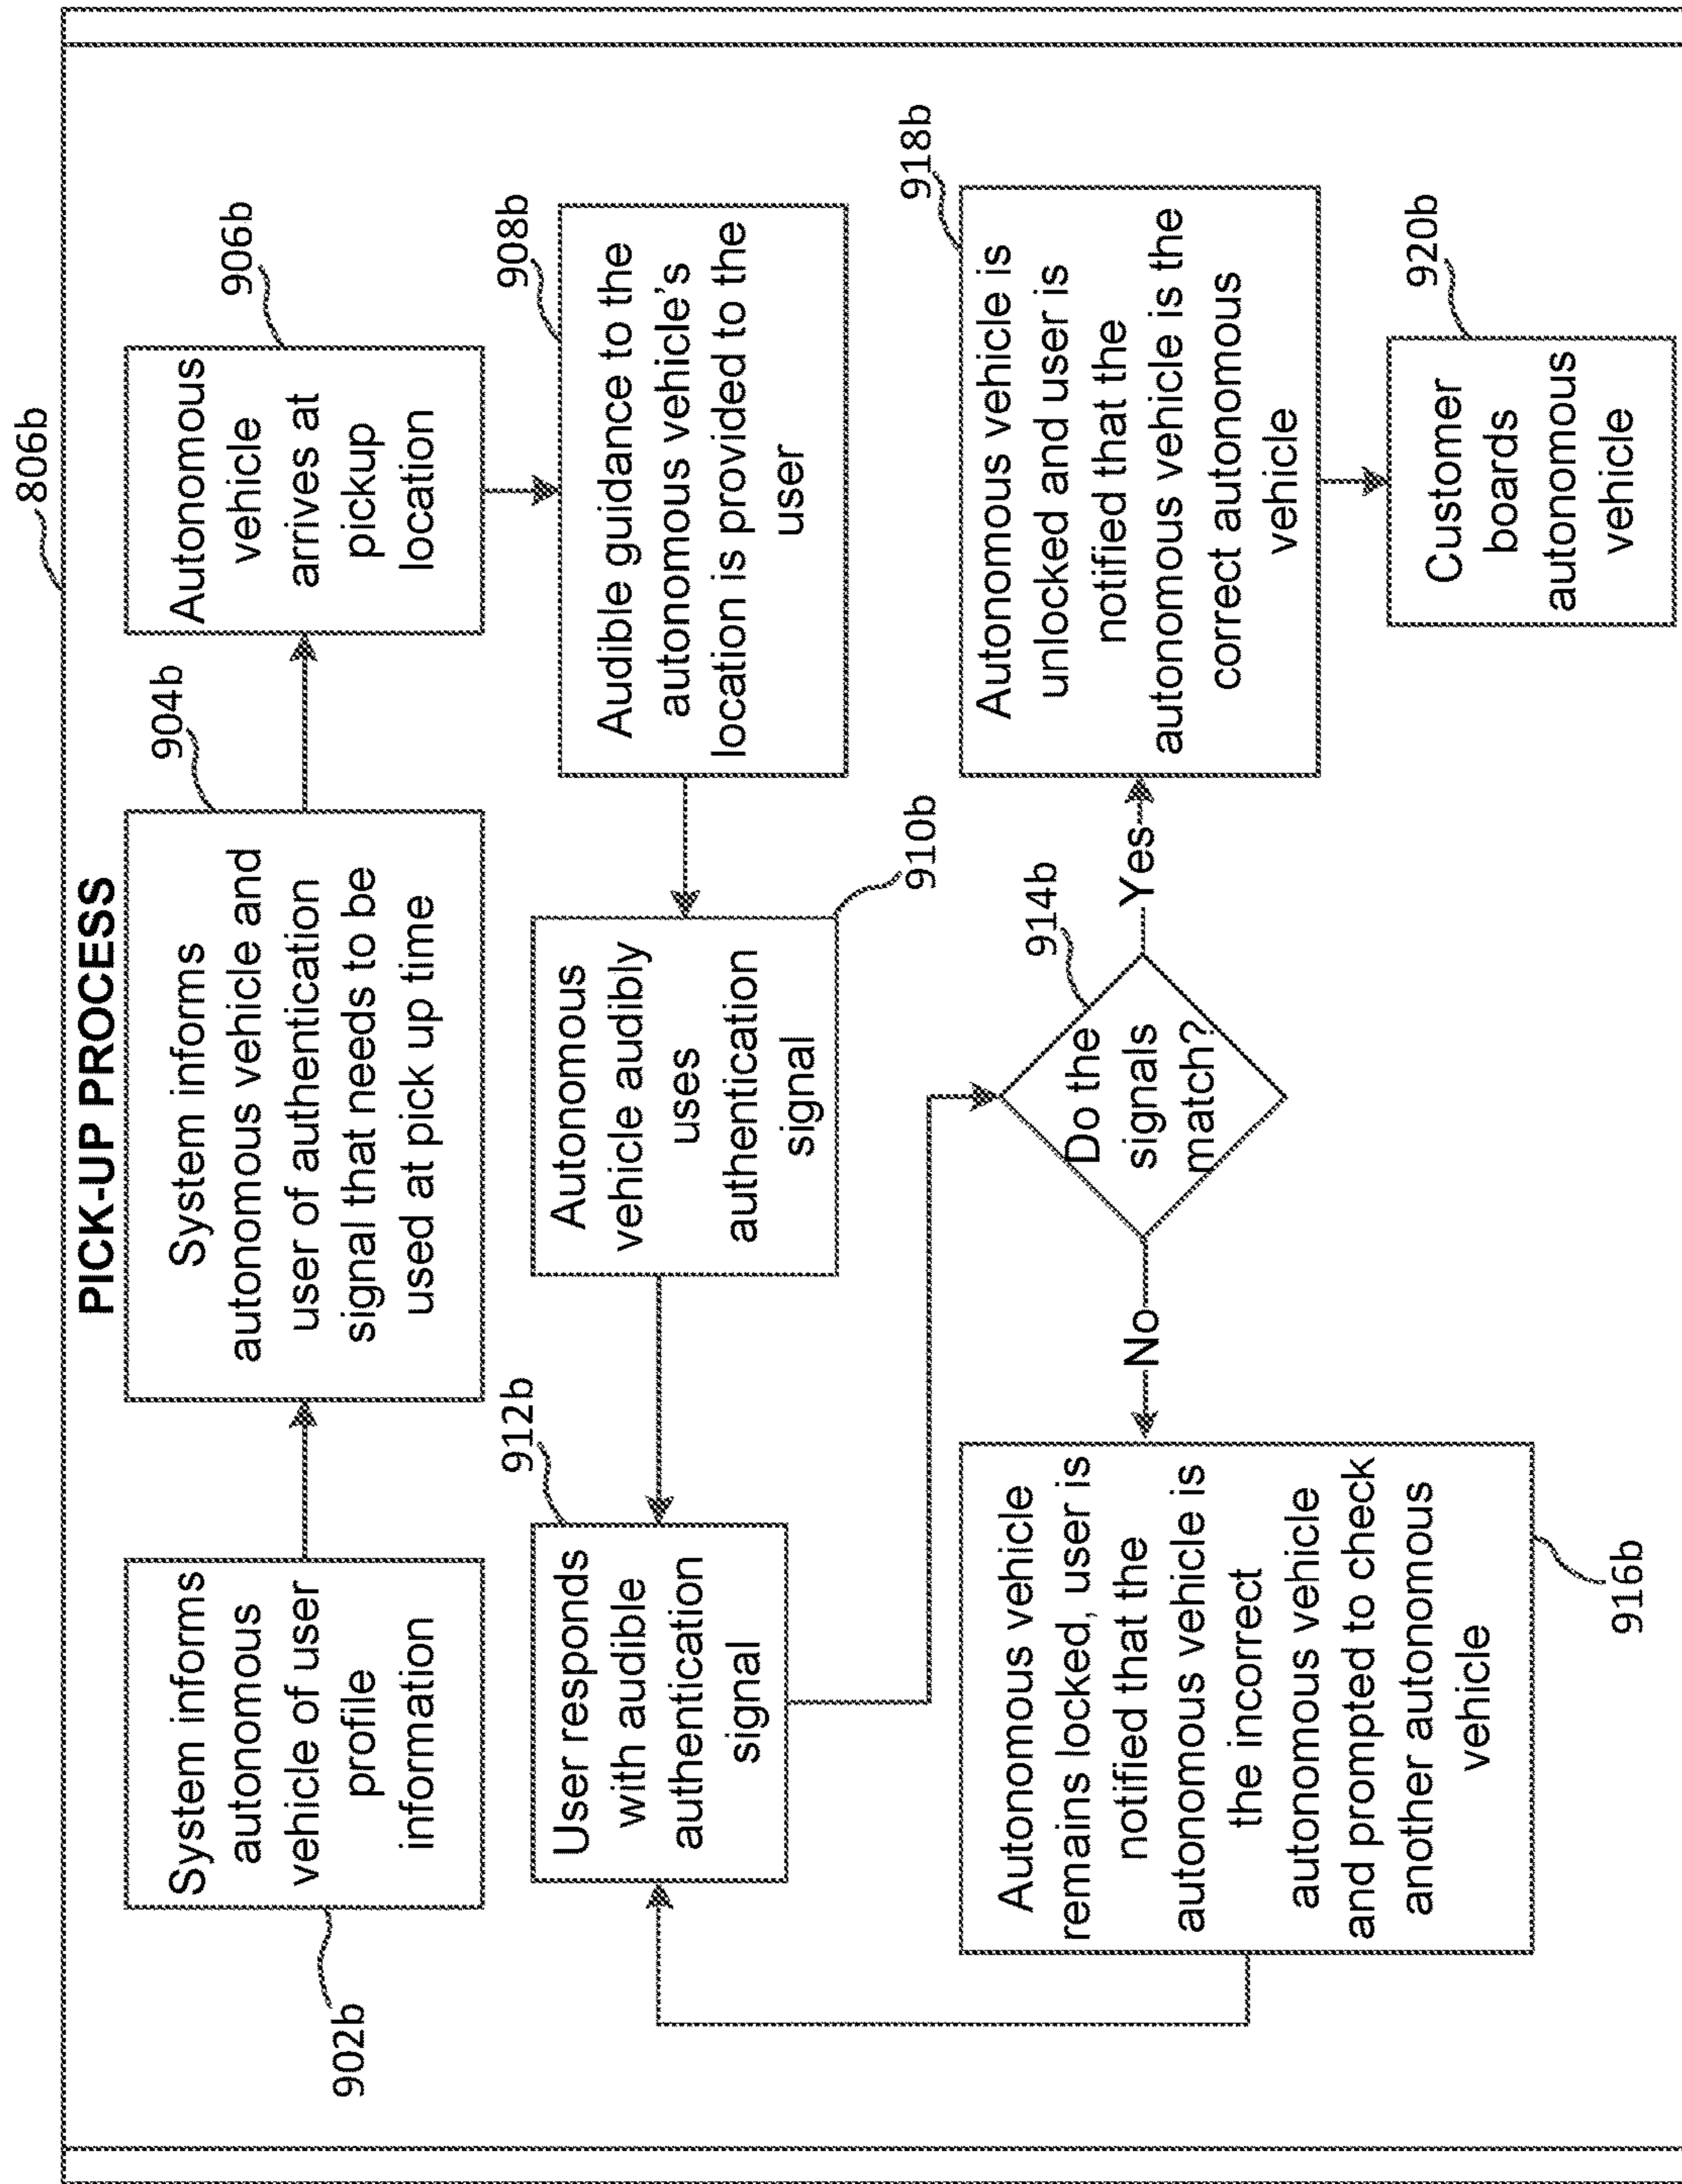 806b
PICK-UP PROCESS
902b
System informs
autonomous
vehicle of user
profile
information
904b
System informs
autonomous vehicle and
user of authentication
signal that needs to be
used at pick up time
906b
Autonomous
vehicle
arrives at
pickup
location
908b
Audible guidance to the
autonomous vehicle's
location is provided to the
user
910b
Autonomous
vehicle audibly
uses
authentication
signal
912b
User responds
with audible
authentication
signal
914b
Do the
signals
match?
No
Yes
916b
Autonomous vehicle
remains locked, user is
notified that the
autonomous vehicle is
the incorrect
autonomous vehicle
and prompted to check
another autonomous
vehicle
918b
Autonomous vehicle is
unlocked and user is
notified that the
autonomous vehicle is the
correct autonomous
vehicle
920b
Customer
boards
autonomous
vehicle